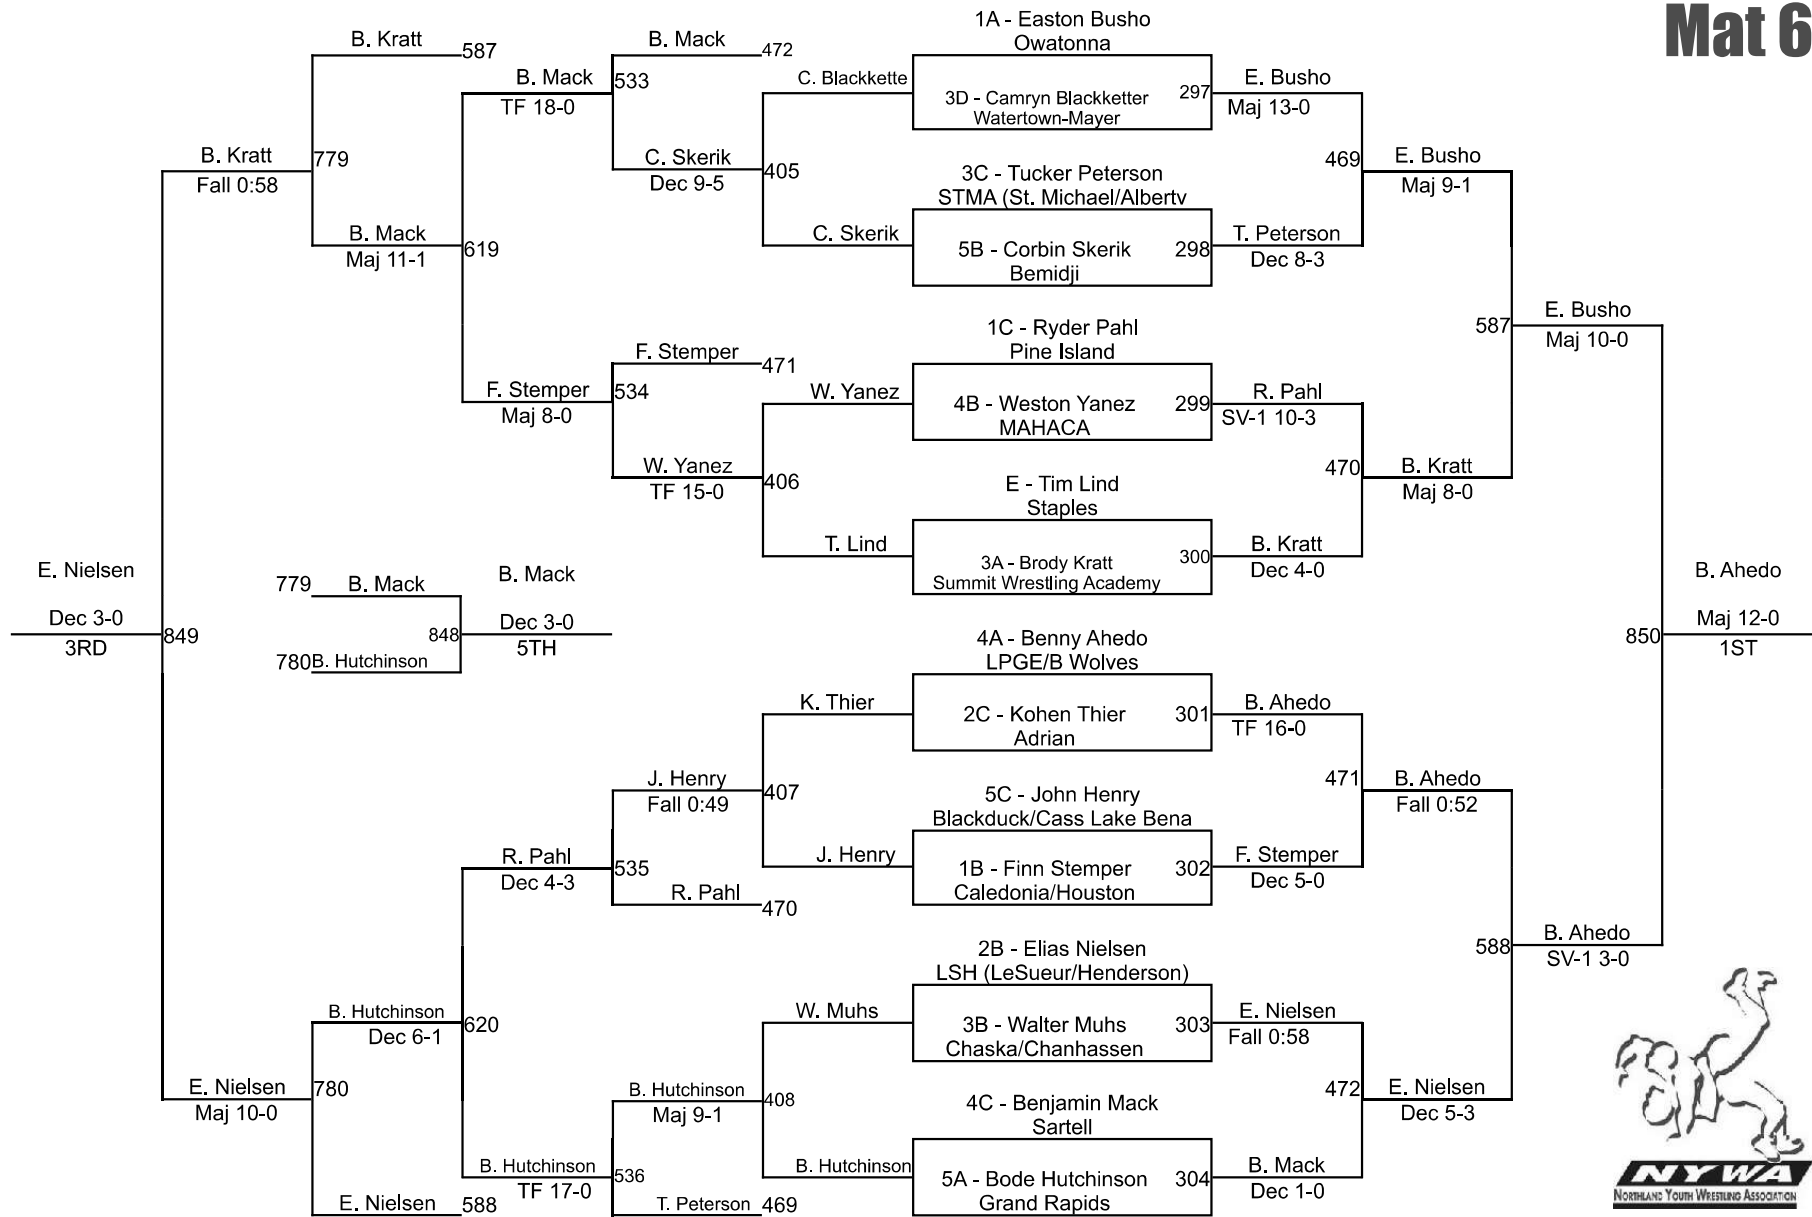 Mat 6
1A - Easton Busho
Owatonna
B. Kratt
587
B. Mack
472
B. Mack
533
TF 18-0
C. Blackkette
3D - Camryn Blackketter
Watertown-Mayer
297
E. Busho
Maj 13-0
B. Kratt
779
Fall 0:58
C. Skerik
405
Dec 9-5
3C - Tucker Peterson
STMA (St. Michael/Albertv
469
E. Busho
Maj 9-1
B. Mack
619
Maj 11-1
C. Skerik
5B - Corbin Skerik
Bemidji
298
T. Peterson
Dec 8-3
1C - Ryder Pahl
Pine Island
587
E. Busho
Maj 10-0
F. Stemper
471
F. Stemper
534
Maj 8-0
W. Yanez
4B - Weston Yanez
MAHACA
299
R. Pahl
SV-1 10-3
W. Yanez
406
TF 15-0
E - Tim Lind
Staples
470
B. Kratt
Maj 8-0
T. Lind
3A - Brody Kratt
Summit Wrestling Academy
300
B. Kratt
Dec 4-0
E. Nielsen
Dec 3-0
849
3RD
779
B. Mack
848
780
B. Hutchinson
B. Mack
Dec 3-0
5TH
B. Ahedo
850
Maj 12-0
1ST
4A - Benny Ahedo
LPGE/B Wolves
K. Thier
2C - Kohen Thier
Adrian
301
B. Ahedo
TF 16-0
J. Henry
407
Fall 0:49
5C - John Henry
Blackduck/Cass Lake Bena
471
B. Ahedo
Fall 0:52
R. Pahl
535
Dec 4-3
J. Henry
1B - Finn Stemper
Caledonia/Houston
302
F. Stemper
Dec 5-0
R. Pahl
470
2B - Elias Nielsen
LSH (LeSueur/Henderson)
588
B. Ahedo
SV-1 3-0
B. Hutchinson
620
Dec 6-1
W. Muhs
3B - Walter Muhs
Chaska/Chanhassen
303
E. Nielsen
Fall 0:58
E. Nielsen
780
Maj 10-0
B. Hutchinson
408
Maj 9-1
4C - Benjamin Mack
Sartell
472
E. Nielsen
Dec 5-3
B. Hutchinson
536
TF 17-0
B. Hutchinson
5A - Bode Hutchinson
Grand Rapids
304
B. Mack
Dec 1-0
E. Nielsen
588
T. Peterson
469
NYWA
NORTHLAND YOUTH WRESTLING ASSOCIATION